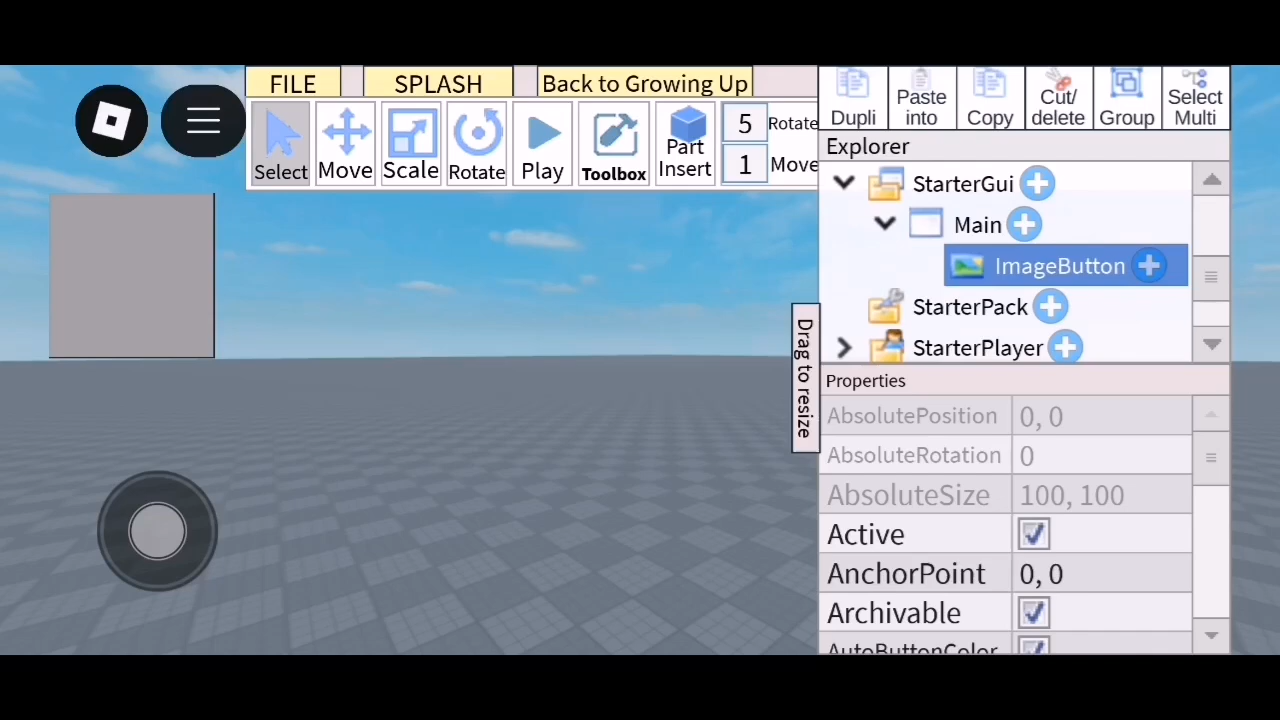 FILE
SPLASH
Back to Growing Up
Select
Move
Scale
Rotate
Play
Toolbox
Part
Insert
5
Rotate
1
Move
Dupli
Paste
into
Copy
Cut/
delete
Group
Select
Multi
Explorer
StarterGui
Main
ImageButton
StarterPack
StarterPlayer
Drag to resize
Properties
AbsolutePosition 0, 0
AbsoluteRotation 0
AbsoluteSize 100, 100
Active
AnchorPoint 0, 0
Archivable
AutoButtonColor